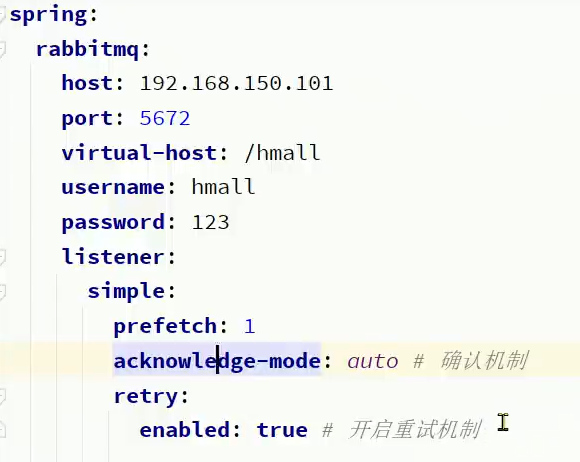 spring:
rabbitmq:
host: 192.168.150.101
port: 5672
virtual-host: /hmall
username: hmall
password: 123
listener:
simple:
prefetch: 1
acknowledge-mode: auto # 确认机制
retry:
enabled: true # 开启重试机制